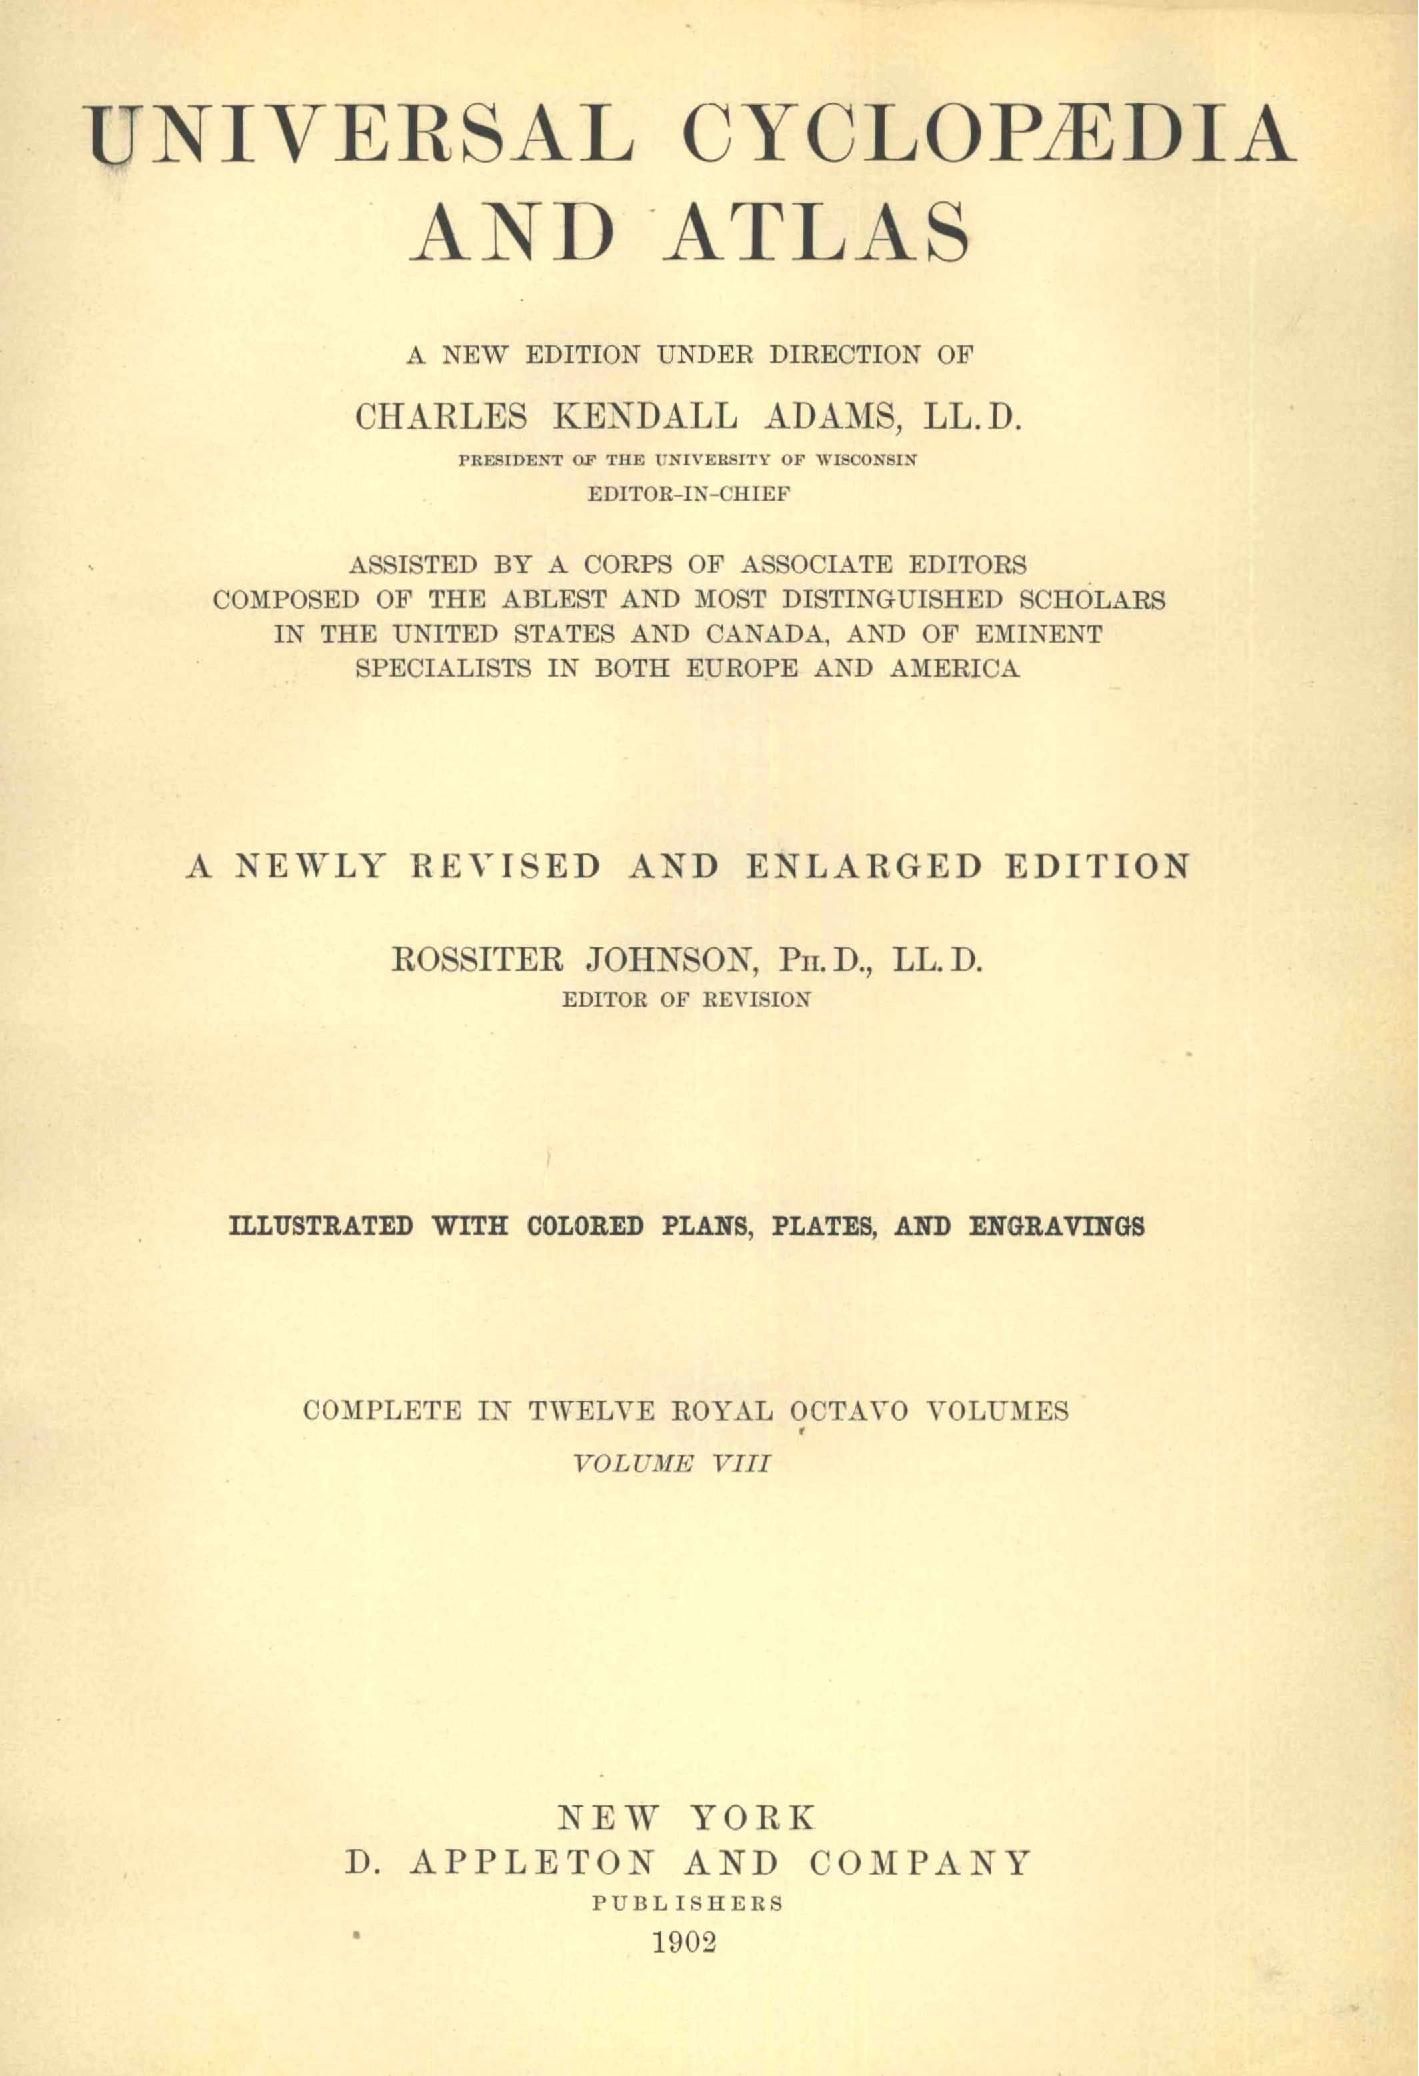 UNIVERSAL CYCLOPÆDIA
AND ATLAS
A NEW EDITION UNDER DIRECTION OF
CHARLES KENDALL ADAMS, LL.D.
PRESIDENT OF THE UNIVERSITY OF WISCONSIN
EDITOR-IN-CHIEF
ASSISTED BY A CORPS OF ASSOCIATE EDITORS
COMPOSED OF THE ABLEST AND MOST DISTINGUISHED SCHOLARS
IN THE UNITED STATES AND CANADA, AND OF EMINENT
SPECIALISTS IN BOTH EUROPE AND AMERICA
A NEWLY REVISED AND ENLARGED EDITION
ROSSITER JOHNSON, PH.D., LL.D.
EDITOR OF REVISION
ILLUSTRATED WITH COLORED PLANS, PLATES, AND ENGRAVINGS
COMPLETE IN TWELVE ROYAL OCTAVO VOLUMES
VOLUME VIII
NEW YORK
D. APPLETON AND COMPANY
PUBLISHERS
1902